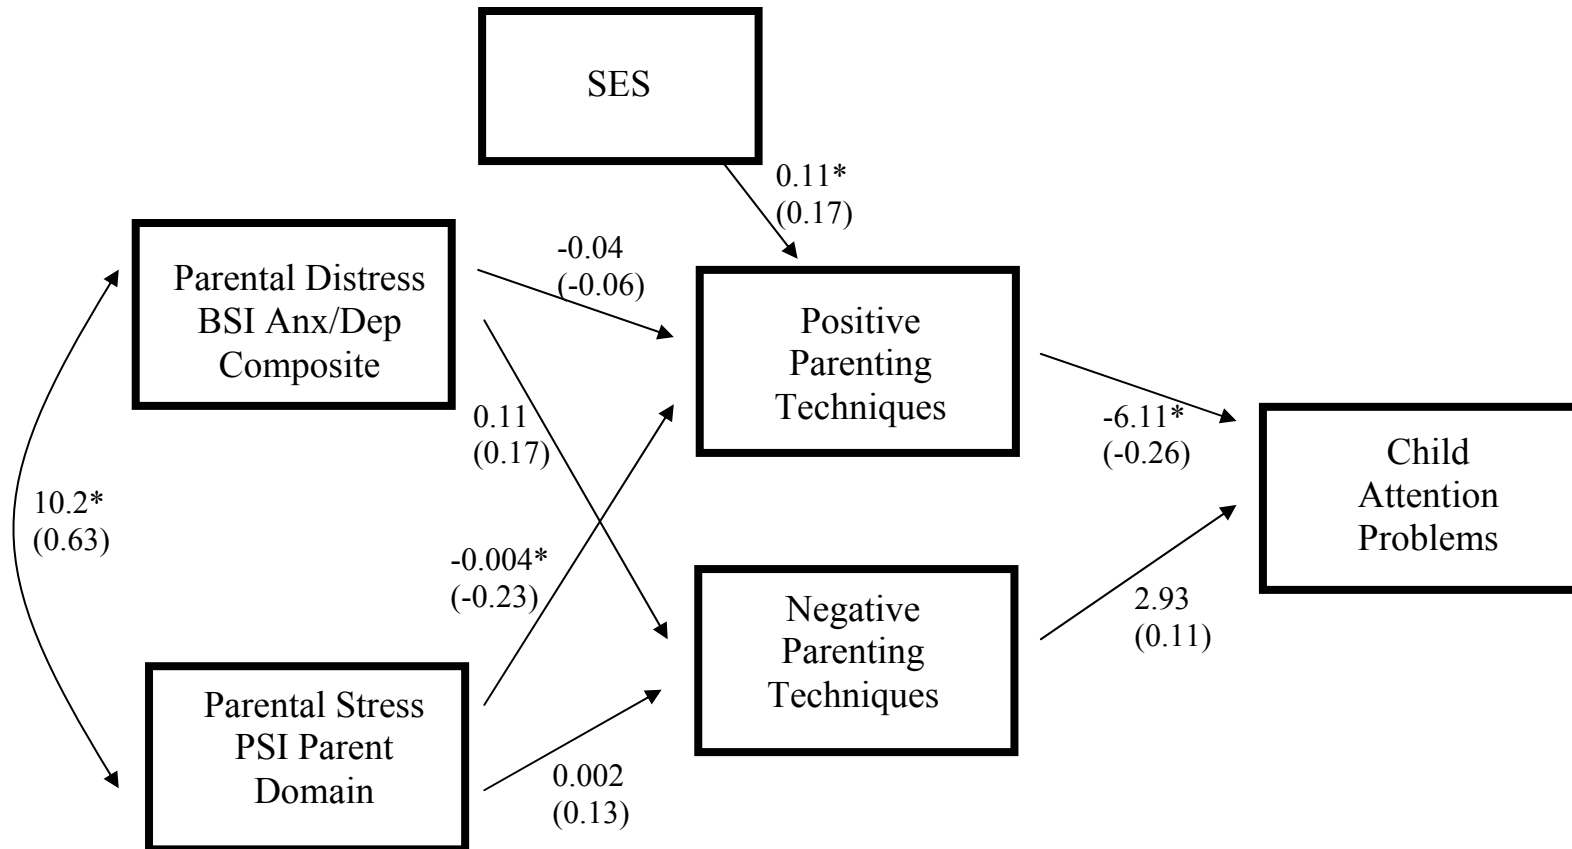 SES
0.11*
(0.17)
-0.04
(-0.06)
Parental Distress
BSI Anx/Dep
Composite
Positive
Parenting
Techniques
0.11
(0.17)
-6.11*
(-0.26)
Child
Attention
Problems
10.2*
(0.63)
-0.004*
(-0.23)
Negative
Parenting
Techniques
2.93
(0.11)
Parental Stress
PSI Parent
Domain
0.002
(0.13)